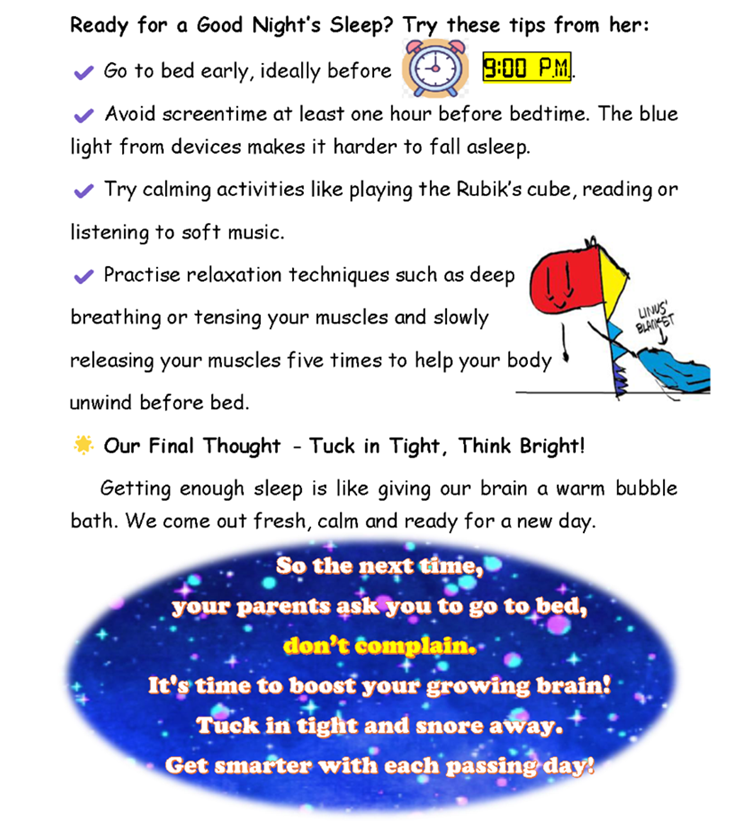 Ready for a Good Night's Sleep? Try these tips from her:
✔ Go to bed early, ideally before 9:00 P.M.
✔ Avoid screentime at least one hour before bedtime. The blue
light from devices makes it harder to fall asleep.
✔ Try calming activities like playing the Rubik's cube, reading or
listening to soft music.
✔ Practise relaxation techniques such as deep
breathing or tensing your muscles and slowly
LINUS'
BLANKET
releasing your muscles five times to help your body
unwind before bed.
🌟 Our Final Thought - Tuck in Tight, Think Bright!
Getting enough sleep is like giving our brain a warm bubble
bath. We come out fresh, calm and ready for a new day.
So the next time,
your parents ask you to go to bed,
don't complain.
It's time to boost your growing brain!
Tuck in tight and snore away.
Get smarter with each passing day!